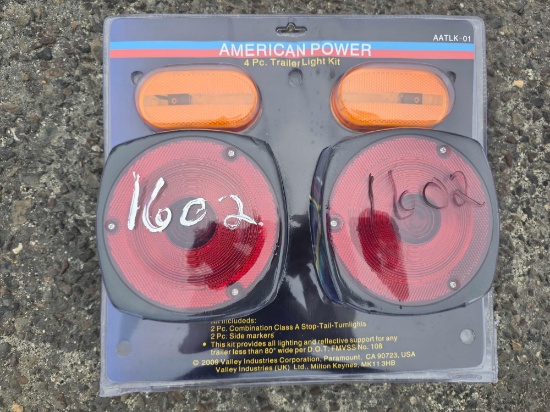 AATLK-01
AMERICAN POWER
4 Pc. Trailer Light Kit
1602
1602
Kit Includeds:
2 Pc. Combination Class A Stop-Tail-Turnlights
2 Pc. Side markers
* This kit provides all lighting and reflective support for any
trailer less than 80" wide per D.O.T. FMVSS No. 108
© 2009 Valley Industries Corporation. Paramount, CA 90723, USA
Valley Industries (UK) Ltd., Milton Keynes, MK11 3HB